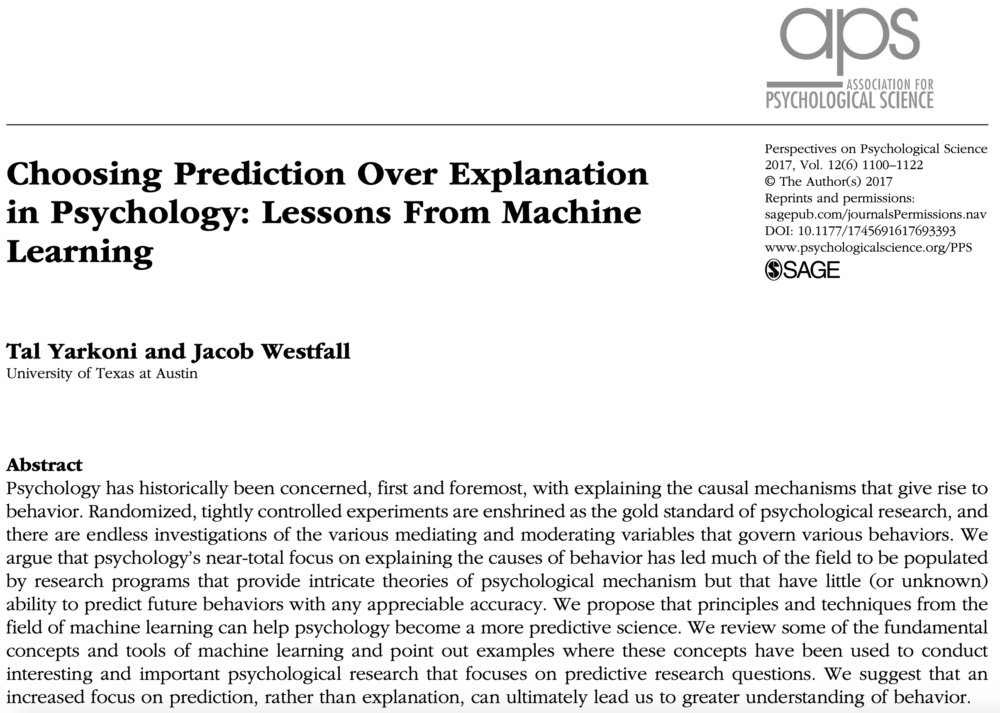 aps
ASSOCIATION FOR
PSYCHOLOGICAL SCIENCE
Perspectives on Psychological Science
2017, Vol. 12(6) 1100–1122
© The Author(s) 2017
Reprints and permissions:
sagepub.com/journalsPermissions.nav
DOI: 10.1177/1745691617693393
www.psychologicalscience.org/PPS
SAGE
Choosing Prediction Over Explanation
in Psychology: Lessons From Machine
Learning
Tal Yarkoni and Jacob Westfall
University of Texas at Austin
Abstract
Psychology has historically been concerned, first and foremost, with explaining the causal mechanisms that give rise to
behavior. Randomized, tightly controlled experiments are enshrined as the gold standard of psychological research, and
there are endless investigations of the various mediating and moderating variables that govern various behaviors. We
argue that psychology’s near-total focus on explaining the causes of behavior has led much of the field to be populated
by research programs that provide intricate theories of psychological mechanism but that have little (or unknown)
ability to predict future behaviors with any appreciable accuracy. We propose that principles and techniques from the
field of machine learning can help psychology become a more predictive science. We review some of the fundamental
concepts and tools of machine learning and point out examples where these concepts have been used to conduct
interesting and important psychological research that focuses on predictive research questions. We suggest that an
increased focus on prediction, rather than explanation, can ultimately lead us to greater understanding of behavior.